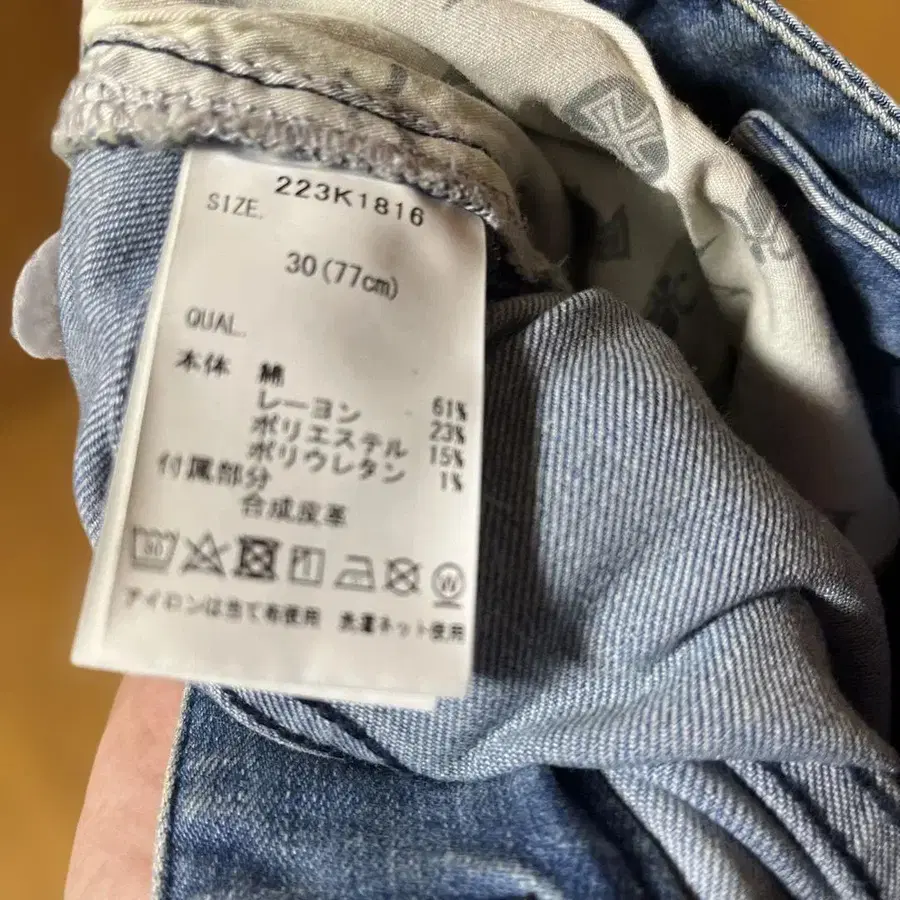 223K1816
SIZE.
30(77cm)
QUAL.
本体 綿 61%
レーヨン 23%
ポリエステル 15%
ポリウレタン 1%
付属部分
合成皮革
30
W
アイロンは当て布使用 洗濯ネット使用